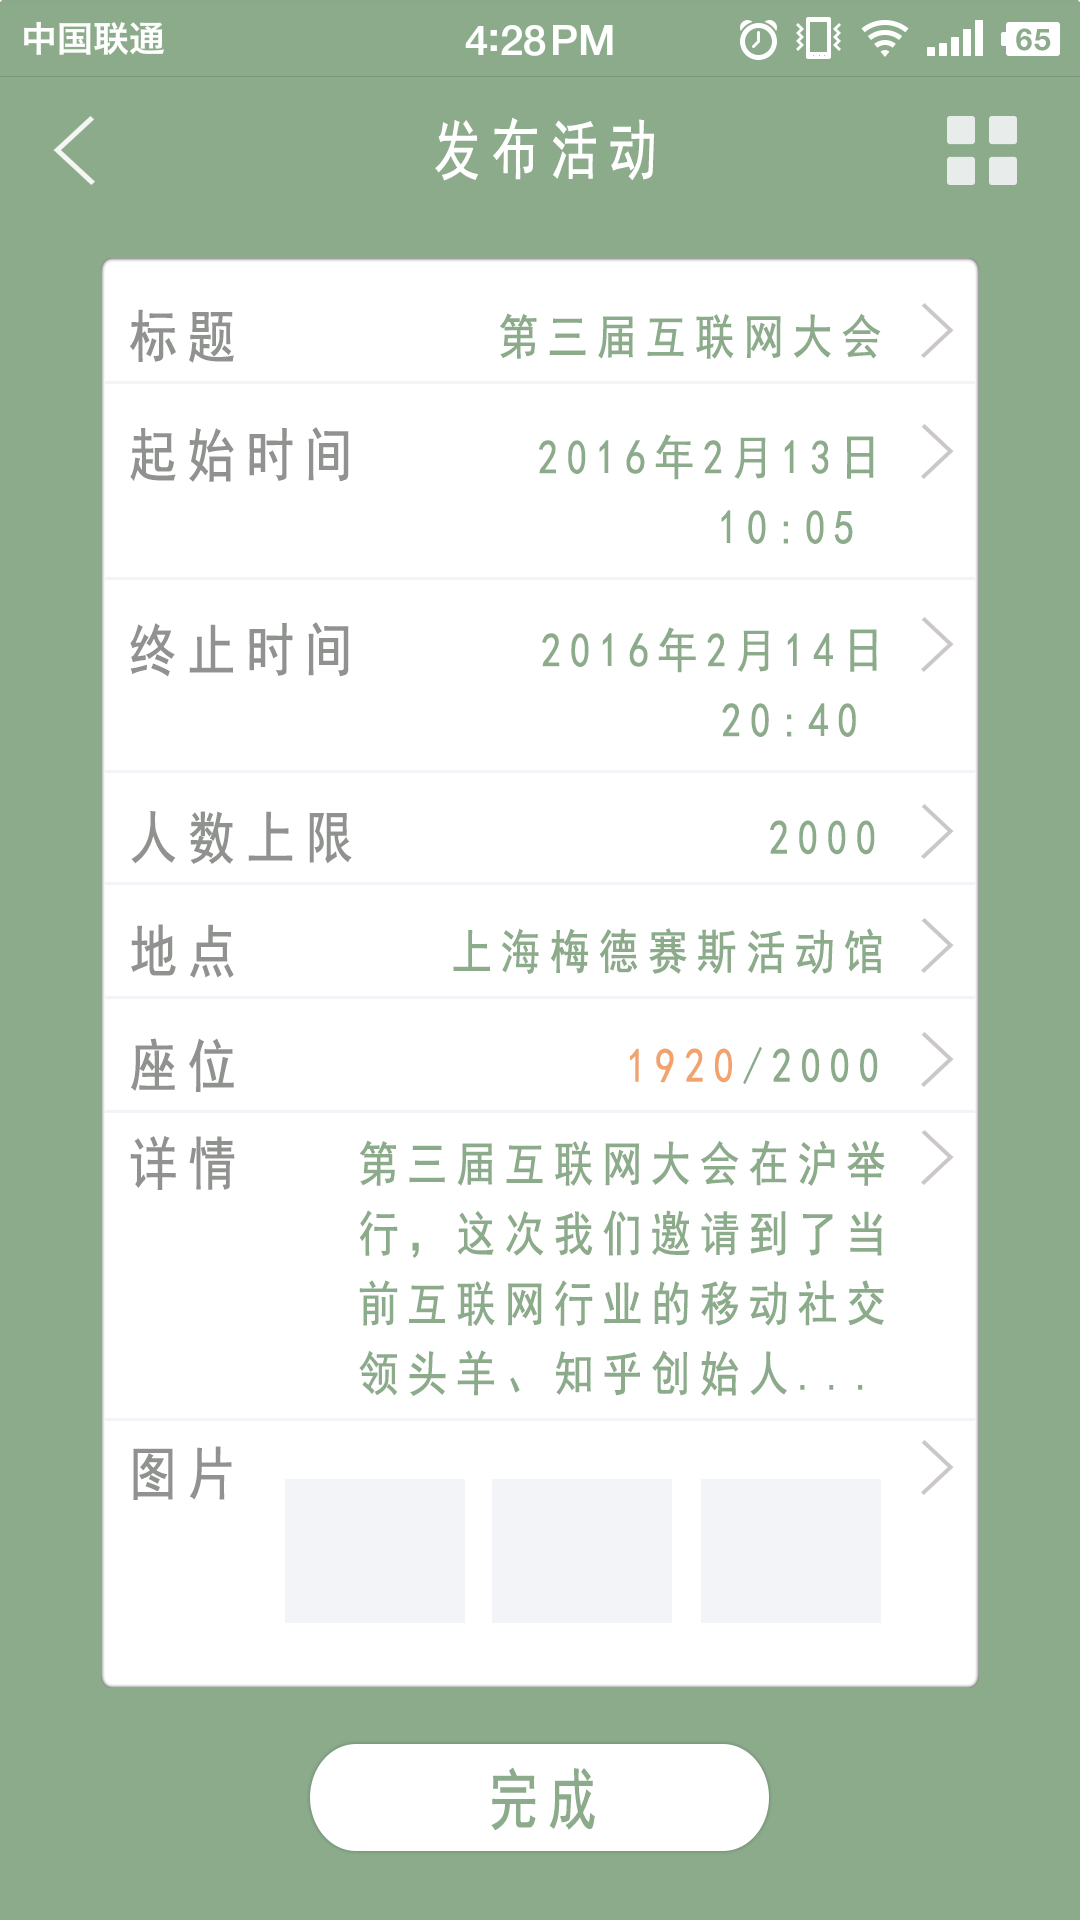 中国联通 4:28PM 65
发布活动
标题 第三届互联网大会
起始时间 2016年2月13日
10:05
终止时间 2016年2月14日
20:40
人数上限 2000
地点 上海梅德赛斯活动馆
座位 1920/2000
详情 第三届互联网大会在沪举
行，这次我们邀请到了当
前互联网行业的移动社交
领头羊、知乎创始人...
图片
完成